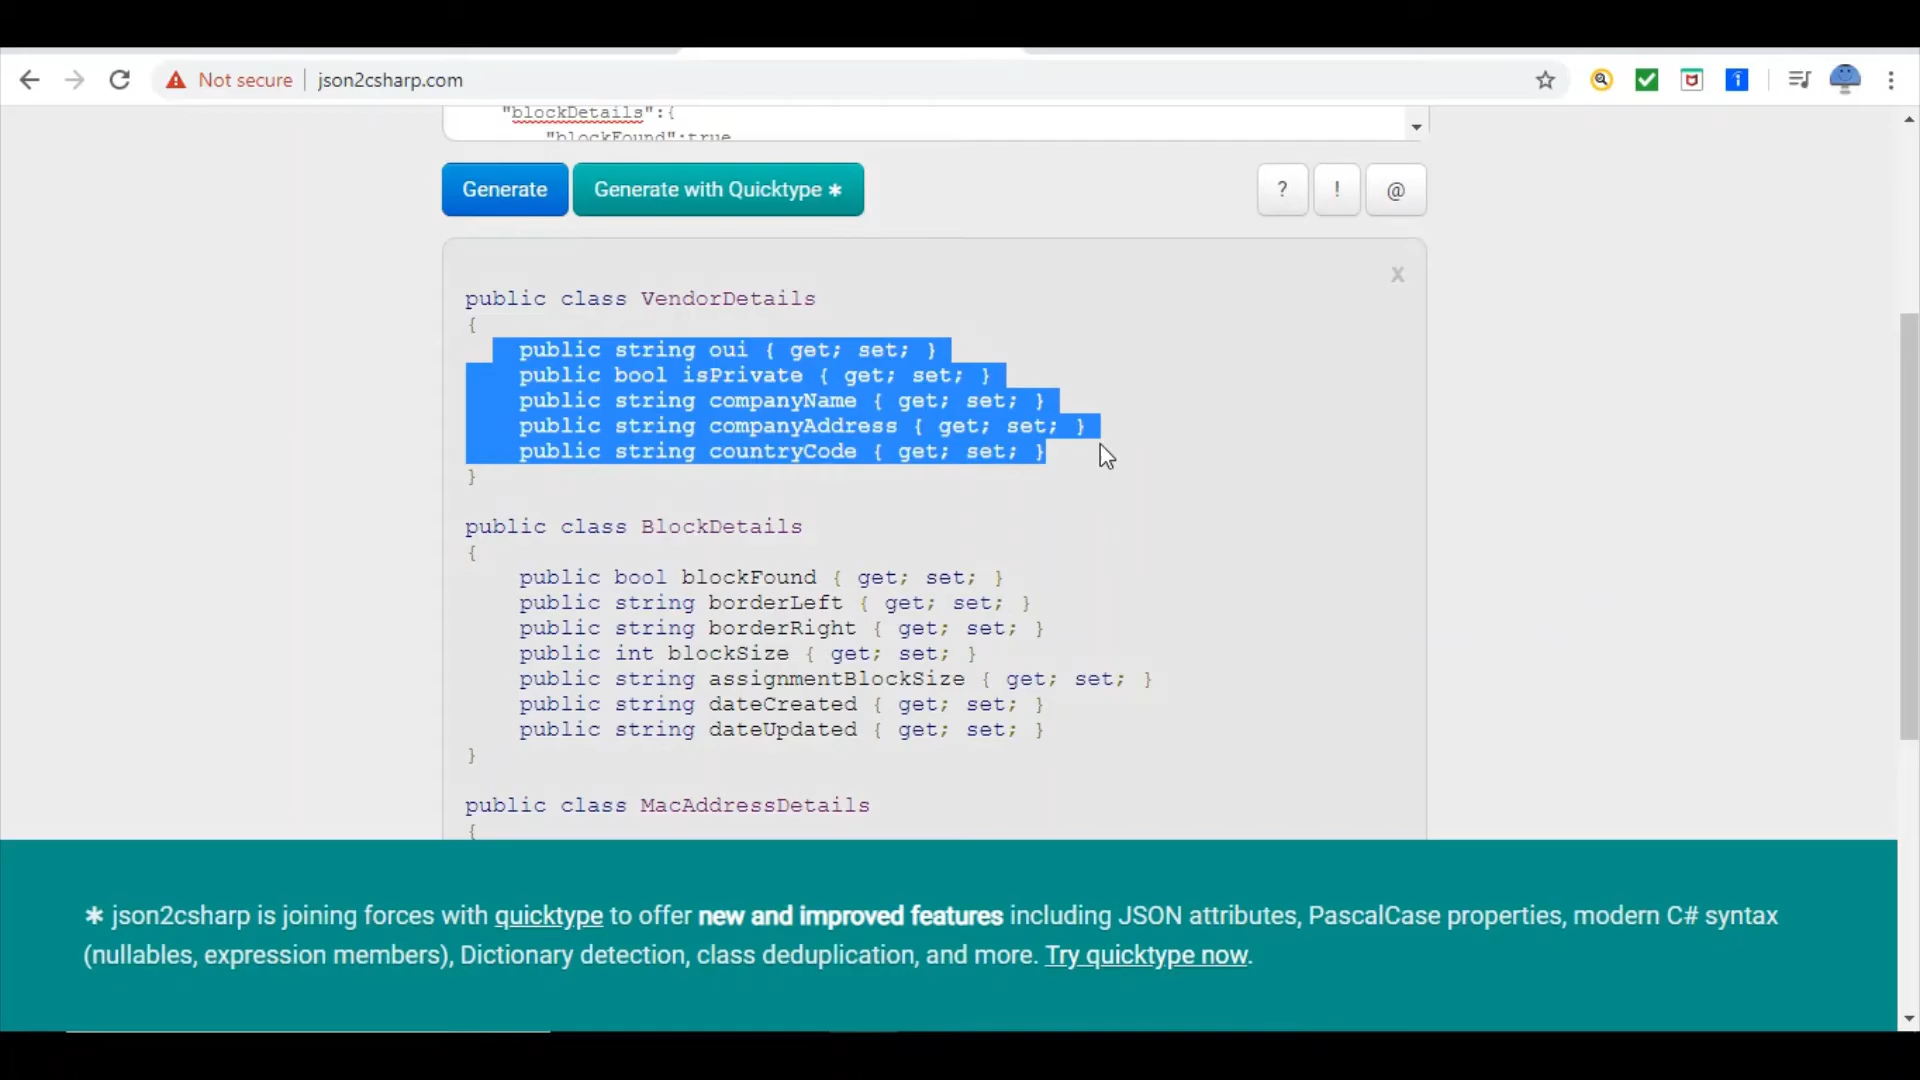 Not secure json2csharp.com
"blockDetails":{
"blockFound":true
Generate Generate with Quicktype ✱ ? ! @
x
public class VendorDetails
{
public string oui { get; set; }
public bool isPrivate { get; set; }
public string companyName { get; set; }
public string companyAddress { get; set; }
public string countryCode { get; set; }
}
public class BlockDetails
{
public bool blockFound { get; set; }
public string borderLeft { get; set; }
public string borderRight { get; set; }
public int blockSize { get; set; }
public string assignmentBlockSize { get; set; }
public string dateCreated { get; set; }
public string dateUpdated { get; set; }
}
public class MacAddressDetails
{
✱ json2csharp is joining forces with quicktype to offer new and improved features including JSON attributes, PascalCase properties, modern C# syntax
(nullables, expression members), Dictionary detection, class deduplication, and more. Try quicktype now.